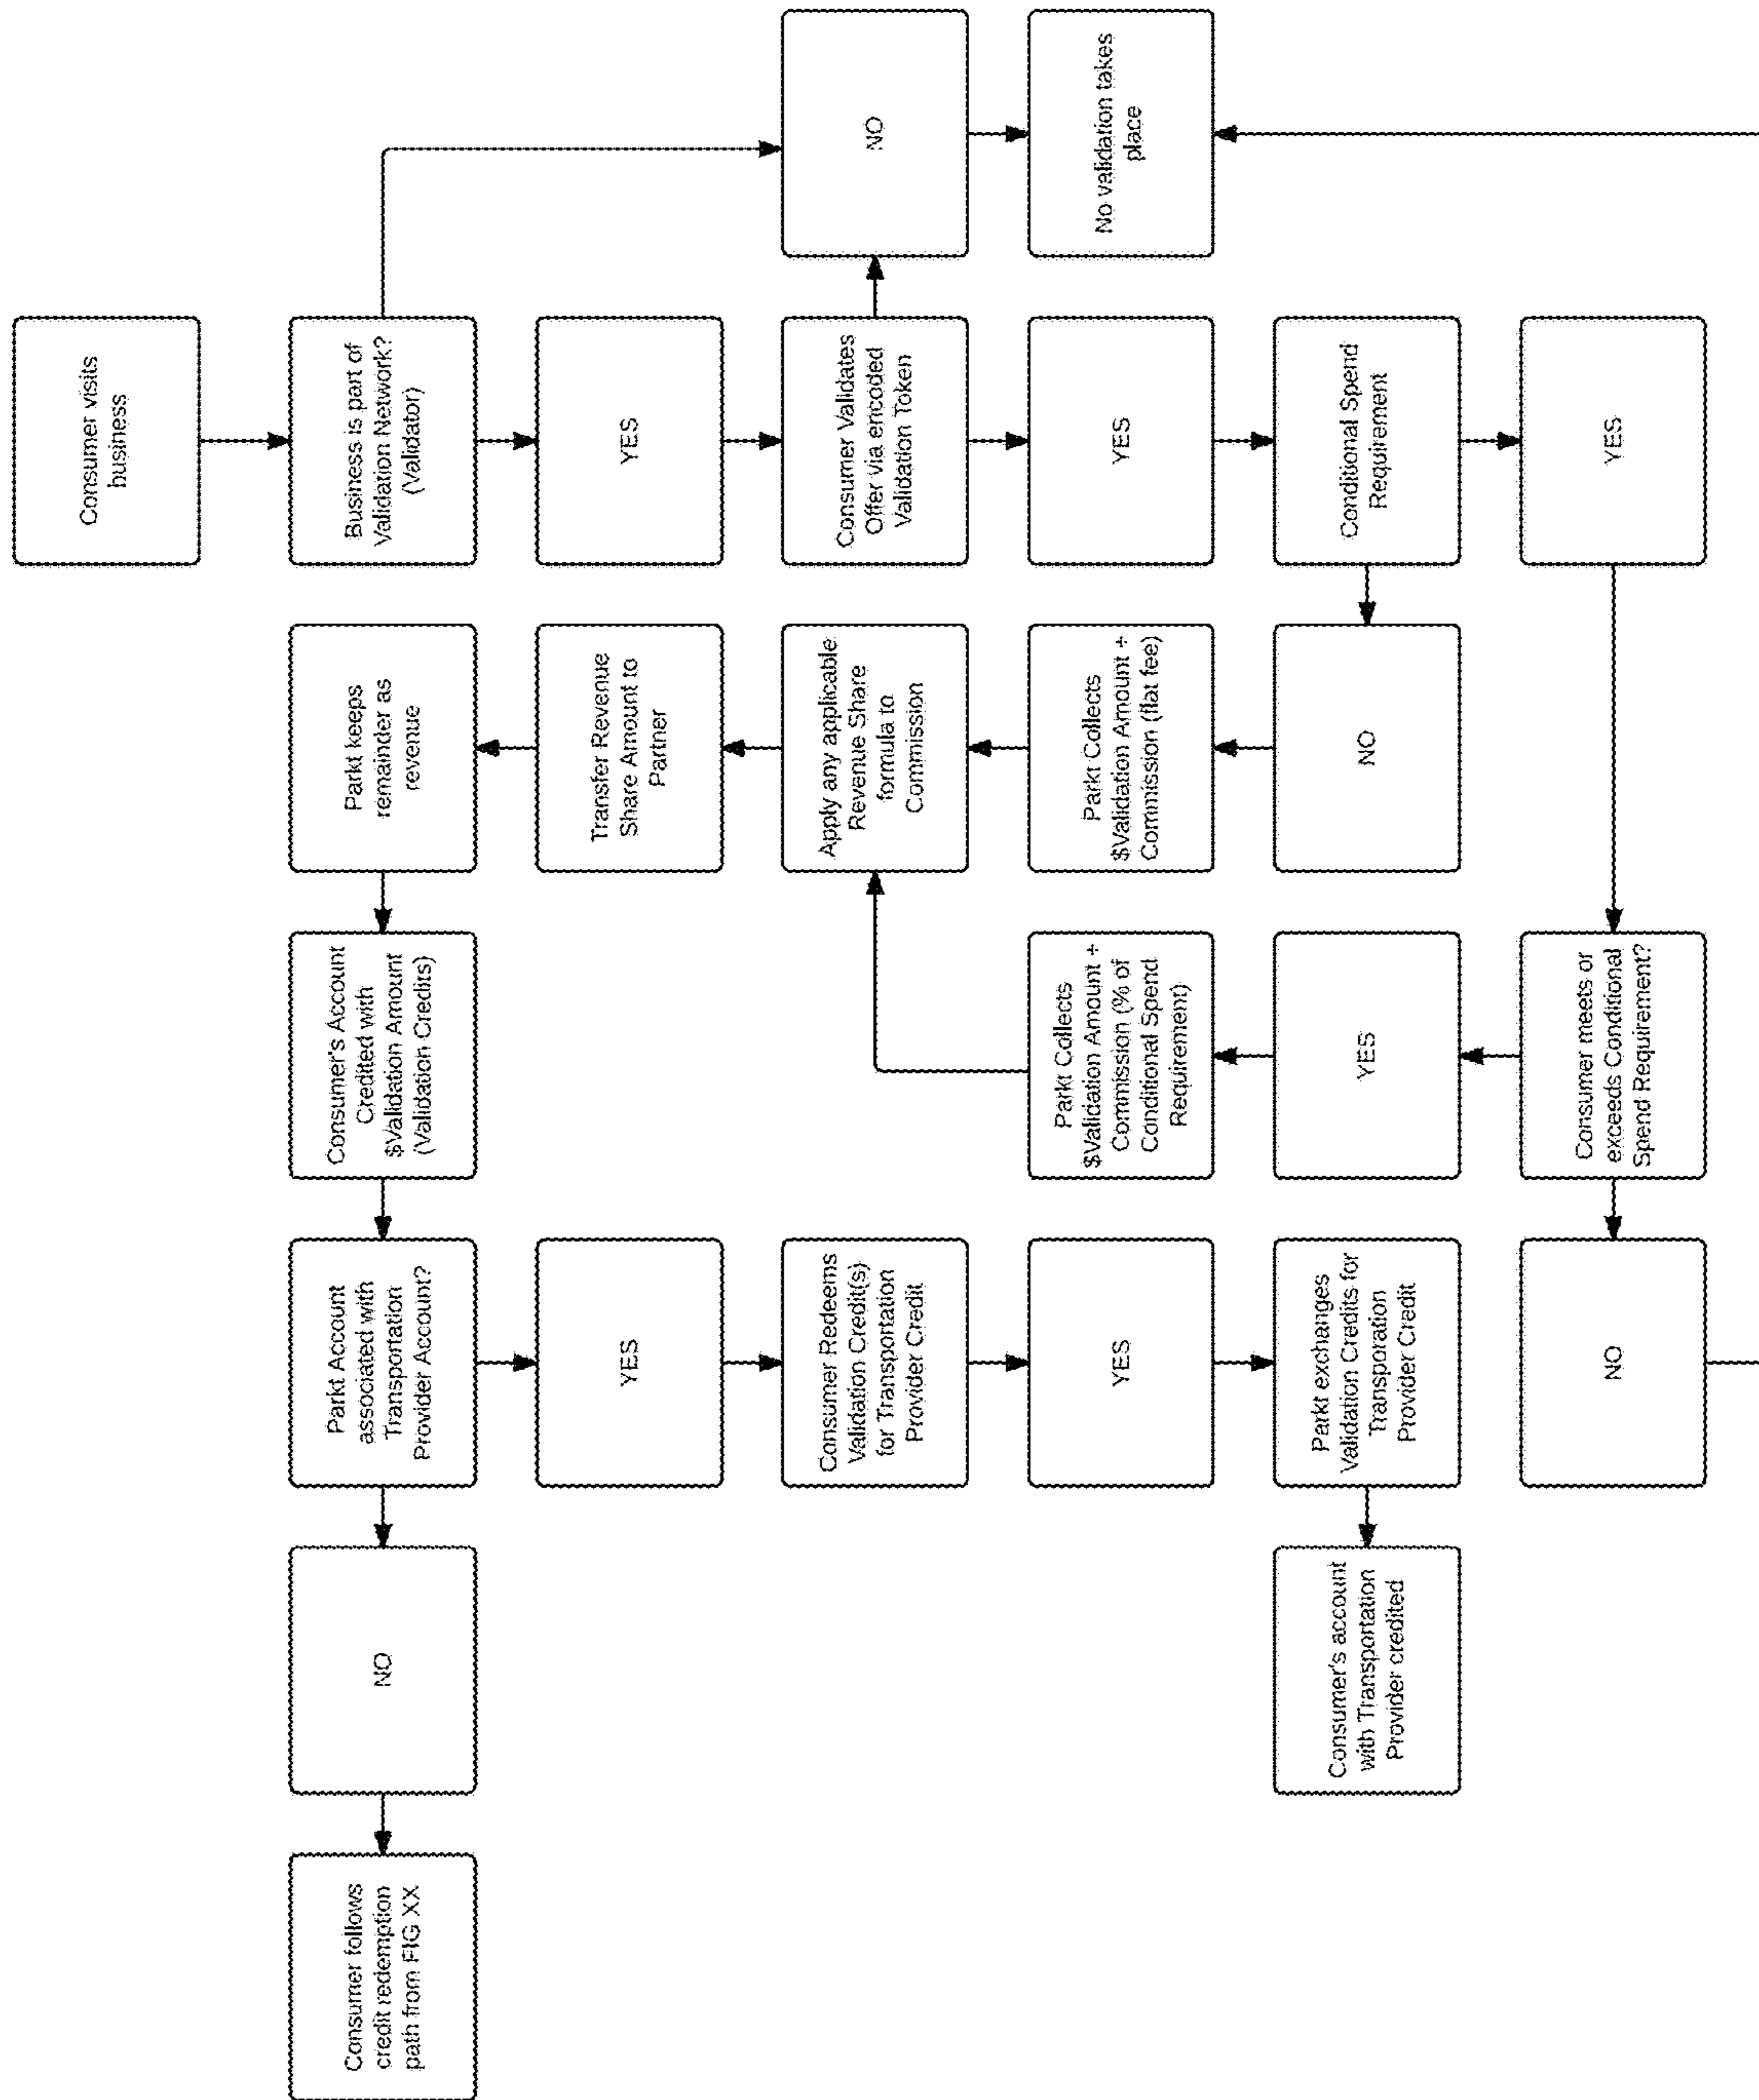 Consumer visits
business
Consumer follows
credit redemption
path from FIG XX
NO
Parkt Account
associated with
Transportation
Provider Account?
Consumer's Account
Credited with
$Validation Amount
(Validation Credits)
Parkt keeps
remainder as
revenue
Business is part of
Validation Network?
(Validator)
YES
Transfer Revenue
Share Amount to
Partner
YES
Consumer Redeems
Validation Credit(s)
for Transportation
Provider Credit
Apply any applicable
Revenue Share
formula to
Commission
Consumer Validates
Offer via encoded
Validation Token
NO
YES
Parkt Collects
$Validation Amount +
Commission (% of
Conditional Spend
Requirement)
Parkt Collects
$Validation Amount +
Commission (flat fee)
YES
No validation takes
place
Consumer's account
with Transportation
Provider credited
Parkt exchanges
Validation Credits for
Transporation
Provider Credit
YES
NO
Conditional Spend
Requirement
NO
Consumer meets or
exceeds Conditional
Spend Requirement?
YES